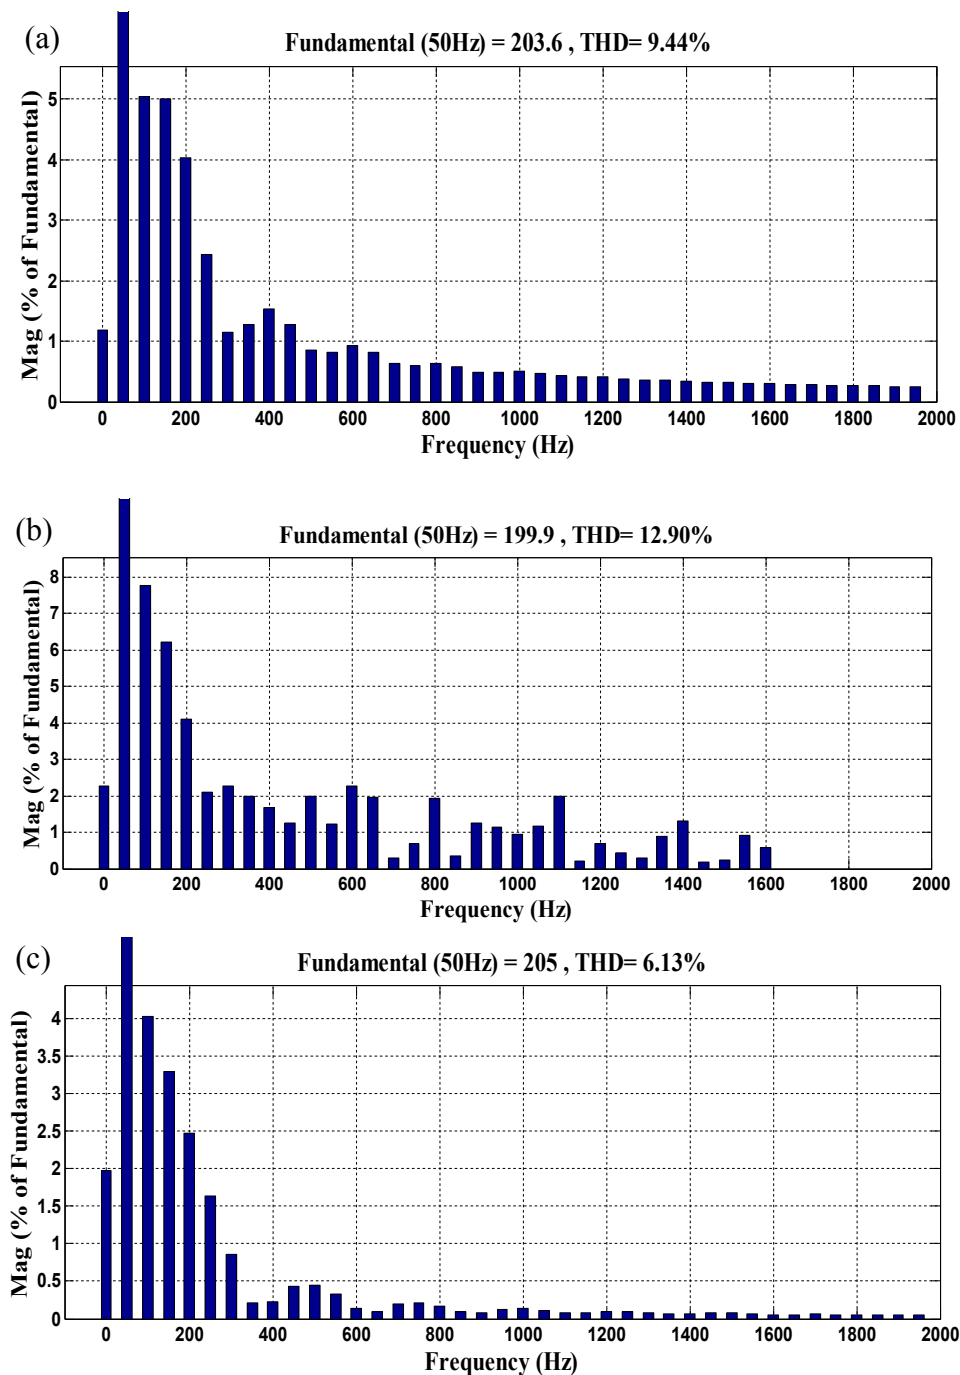 (a)
Fundamental (50Hz) = 203.6 , THD= 9.44%
Mag (% of Fundamental)
5
4
3
2
1
0
0 200 400 600 800 1000 1200 1400 1600 1800 2000
Frequency (Hz)
(b)
Fundamental (50Hz) = 199.9 , THD= 12.90%
Mag (% of Fundamental)
8
7
6
5
4
3
2
1
0
0 200 400 600 800 1000 1200 1400 1600 1800 2000
Frequency (Hz)
(c)
Fundamental (50Hz) = 205 , THD= 6.13%
Mag (% of Fundamental)
4
3.5
3
2.5
2
1.5
1
0.5
0
0 200 400 600 800 1000 1200 1400 1600 1800 2000
Frequency (Hz)